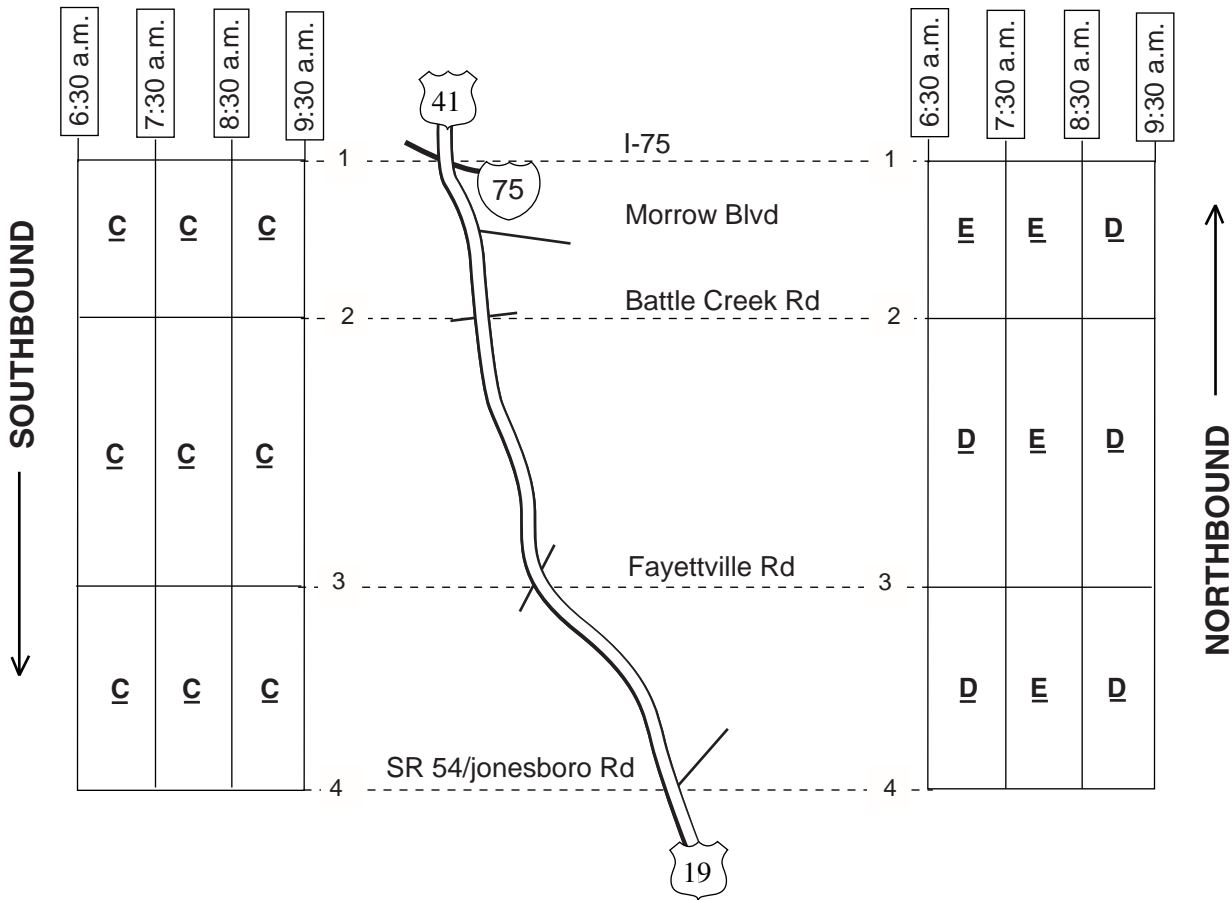 6:30 a.m.
7:30 a.m.
8:30 a.m.
9:30 a.m.
6:30 a.m.
7:30 a.m.
8:30 a.m.
9:30 a.m.
41
1
I-75
1
75
SOUTHBOUND
C C C
Morrow Blvd
E E D
2
Battle Creek Rd
2
C C C
D E D
NORTHBOUND
3
Fayettville Rd
3
C C C
D E D
SR 54/jonesboro Rd
4
4
19